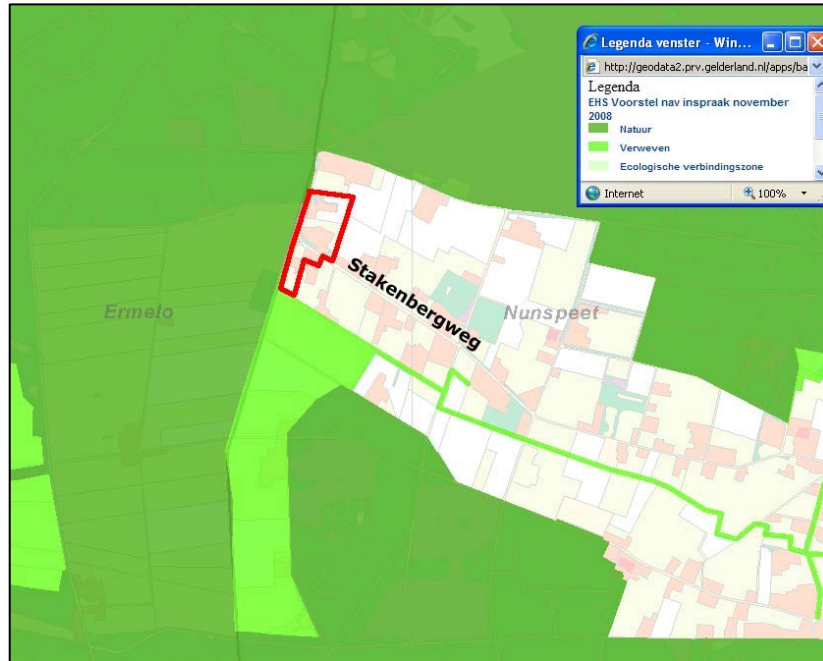 Legenda venster - Win...
http://geodata2.prv.gelderland.nl/apps/ba
Legenda
EHS Voorstel nav inspraak november
2008
Natuur
Verweven
Ecologische verbindingszone
Internet
100%
Stakenbergweg
Ermelo
Nunspeet